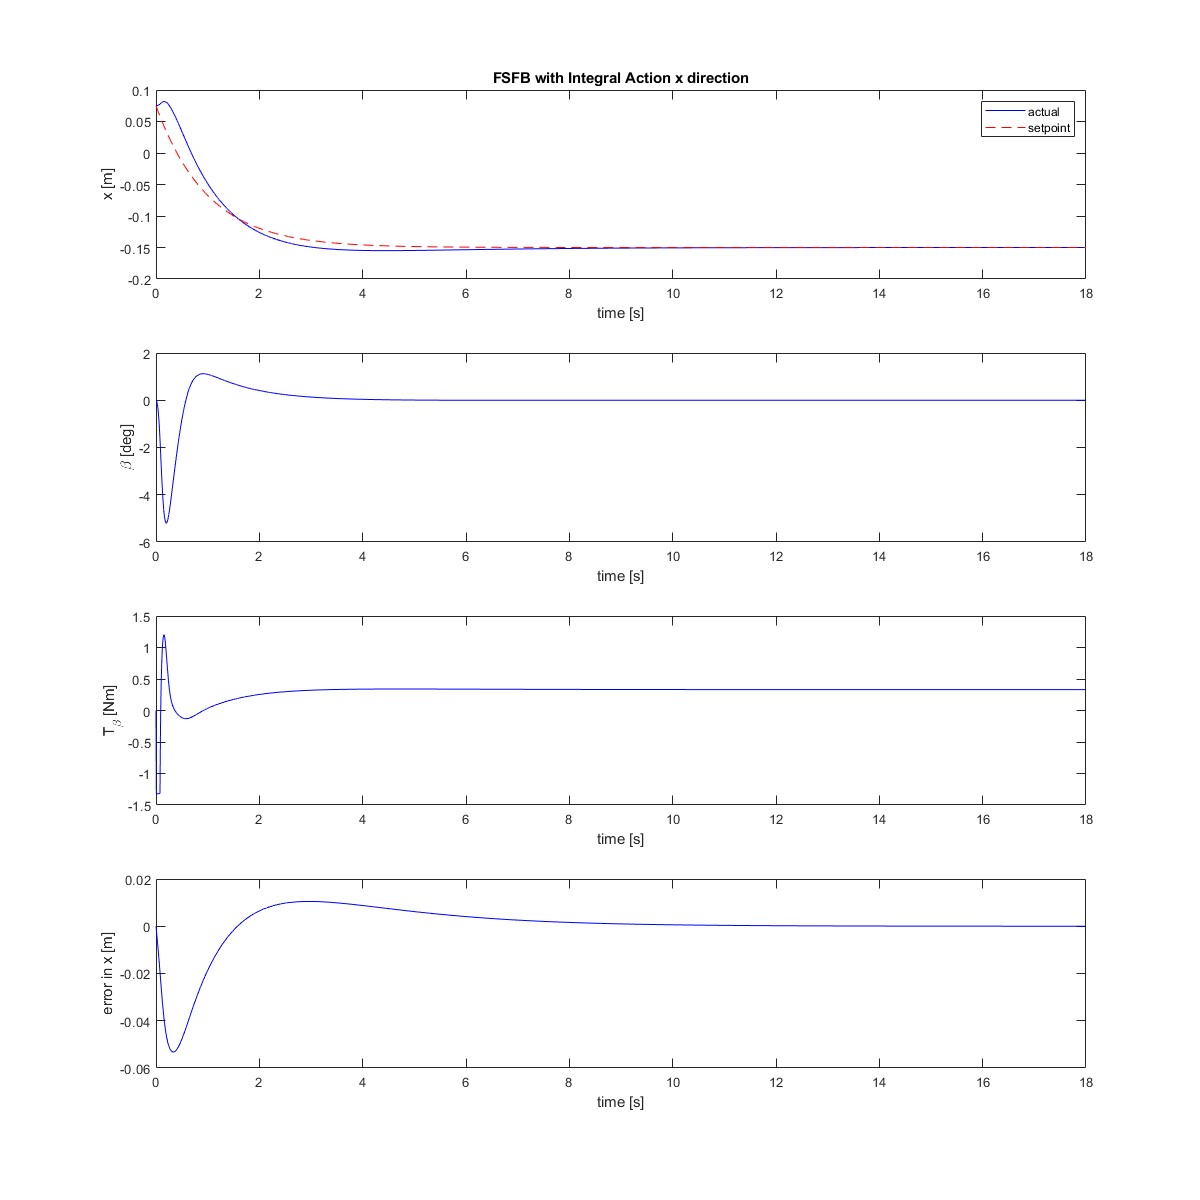 FSFB with Integral Action x direction
0.1
0.05
0
-0.05
-0.1
-0.15
-0.2
x [m]
actual
setpoint
0 2 4 6 8 10 12 14 16 18
time [s]
2
0
-2
-4
-6
β [deg]
0 2 4 6 8 10 12 14 16 18
time [s]
1.5
1
0.5
0
-0.5
-1
-1.5
T_β [Nm]
0 2 4 6 8 10 12 14 16 18
time [s]
0.02
0
-0.02
-0.04
-0.06
error in x [m]
0 2 4 6 8 10 12 14 16 18
time [s]